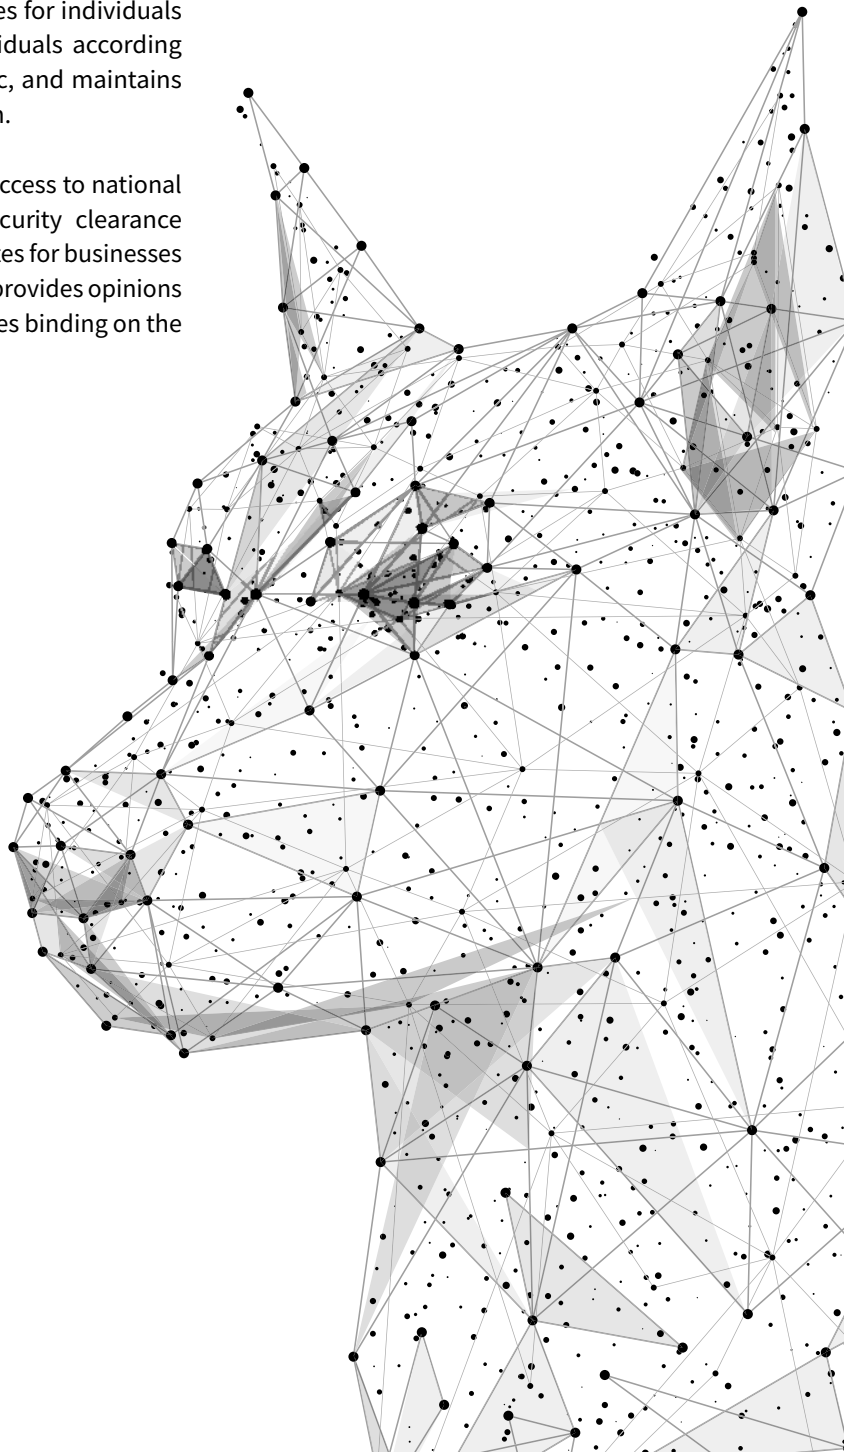 es for individuals
iduals according
c, and maintains
n.
ccess to national
curity clearance
tes for businesses
provides opinions
es binding on the